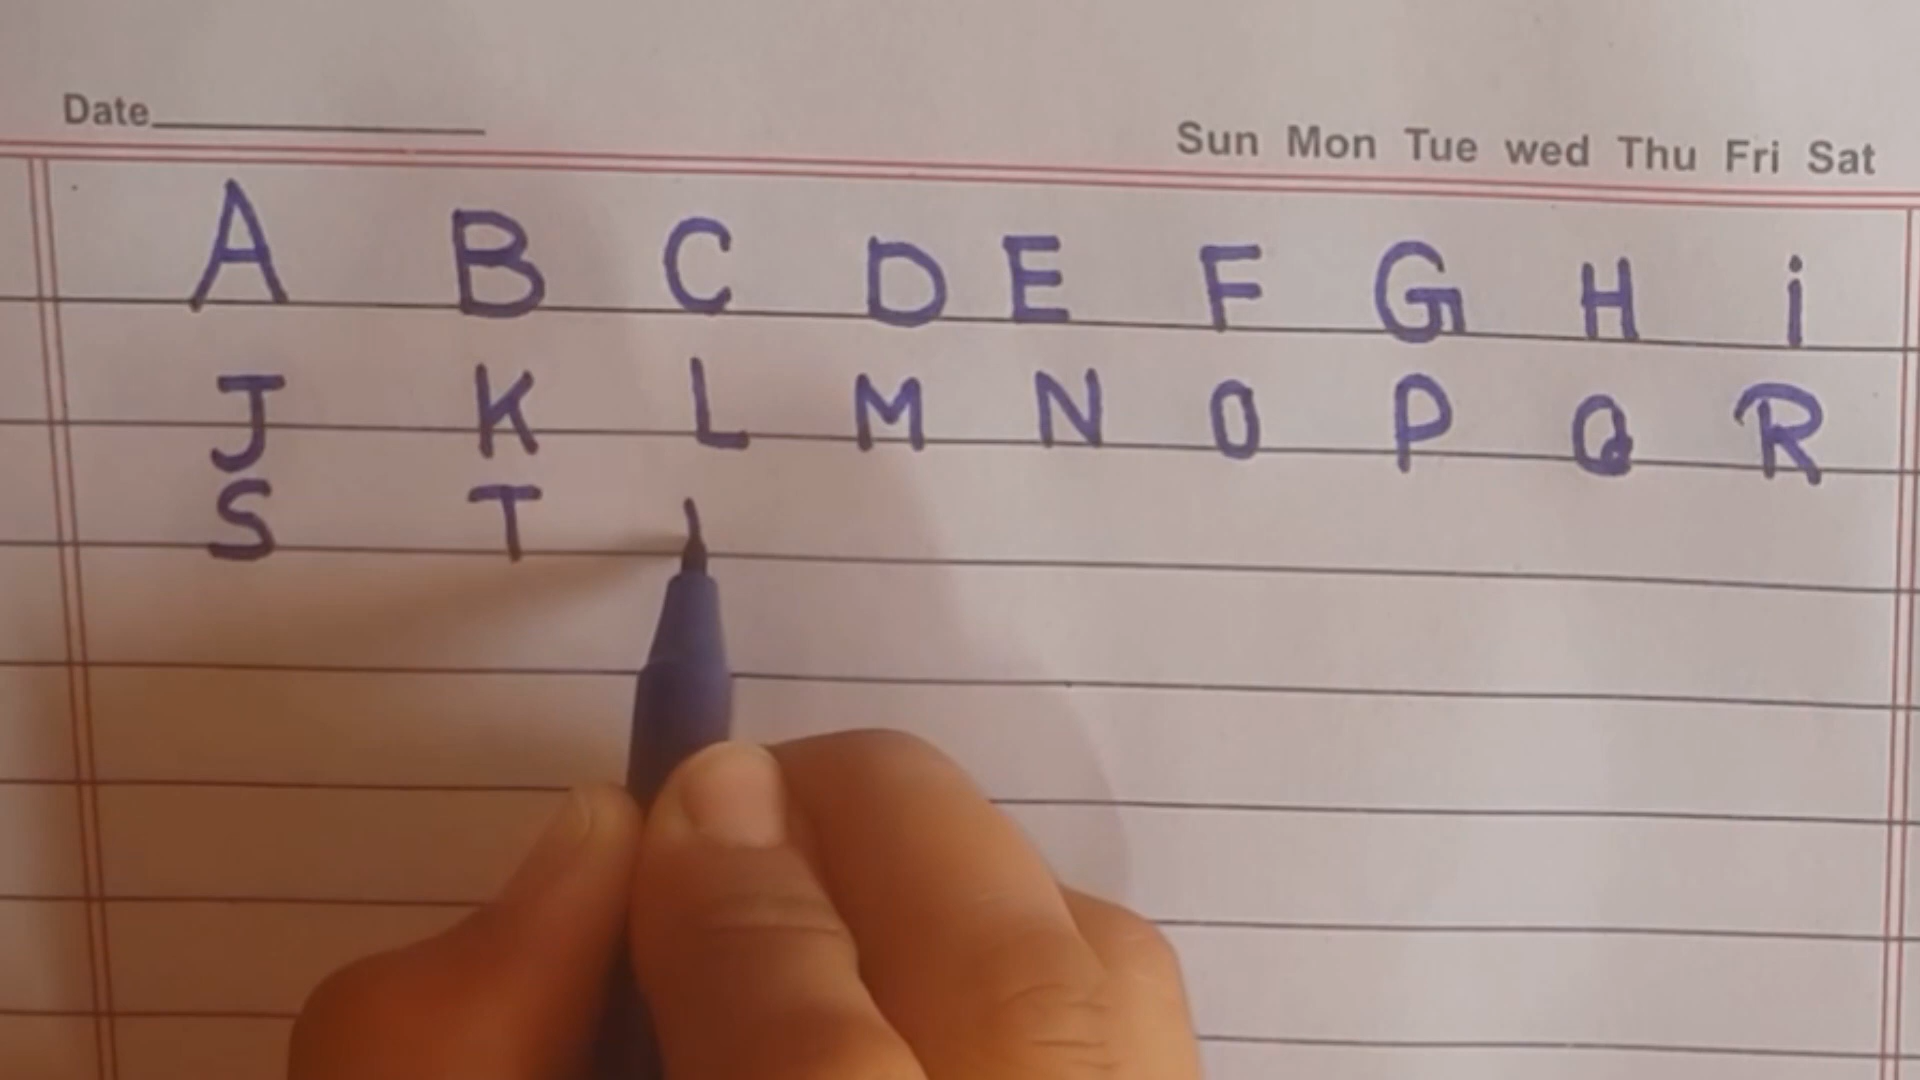 Date
Sun Mon Tue wed Thu Fri Sat
A B C D E F G H i
J K L M N O P Q R
S T